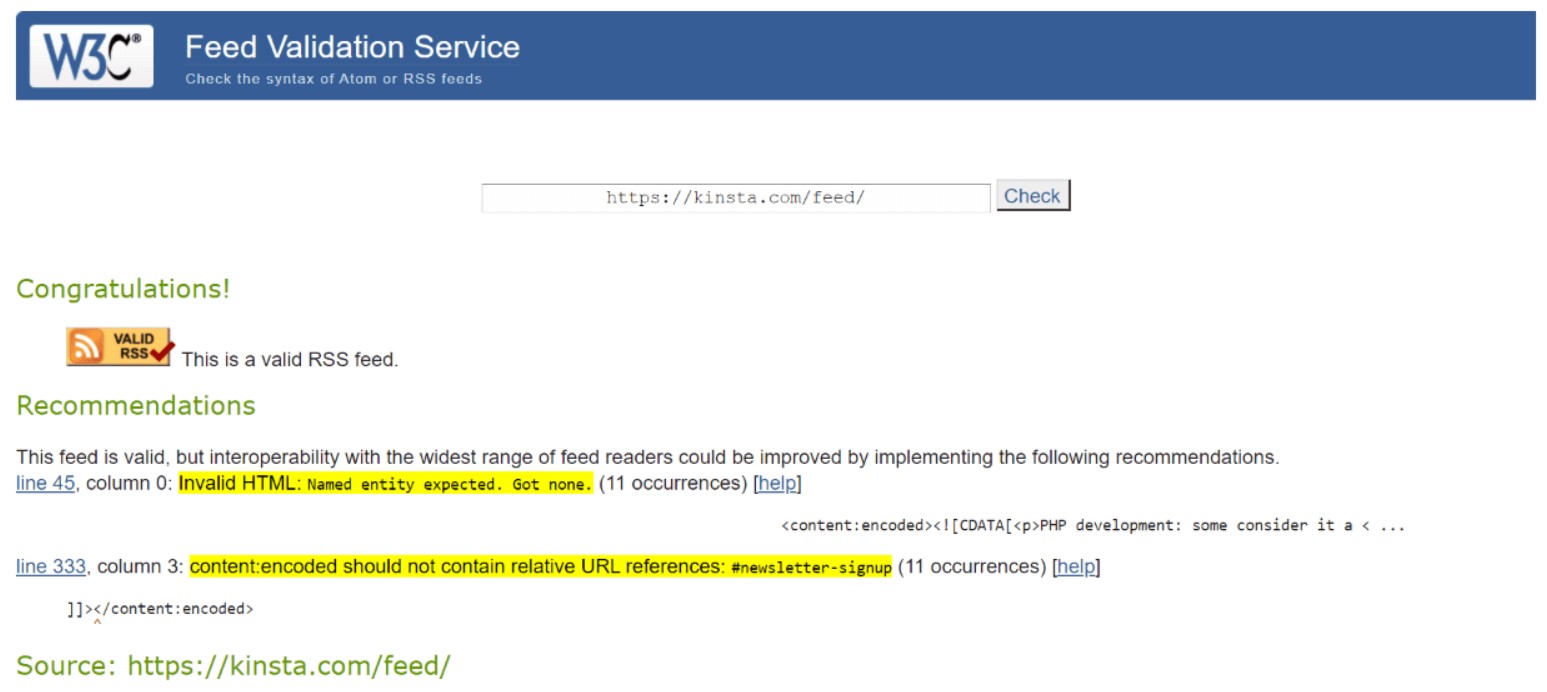 W3C®
Feed Validation Service
Check the syntax of Atom or RSS feeds
https://kinsta.com/feed/ Check
Congratulations!
VALID
RSS
This is a valid RSS feed.
Recommendations
This feed is valid, but interoperability with the widest range of feed readers could be improved by implementing the following recommendations.
line 45, column 0: Invalid HTML: Named entity expected. Got none. (11 occurrences) [help]
<content:encoded><![CDATA[<p>PHP development: some consider it a < ...
line 333, column 3: content:encoded should not contain relative URL references: #newsletter-signup (11 occurrences) [help]
]]></content:encoded>
^
Source: https://kinsta.com/feed/